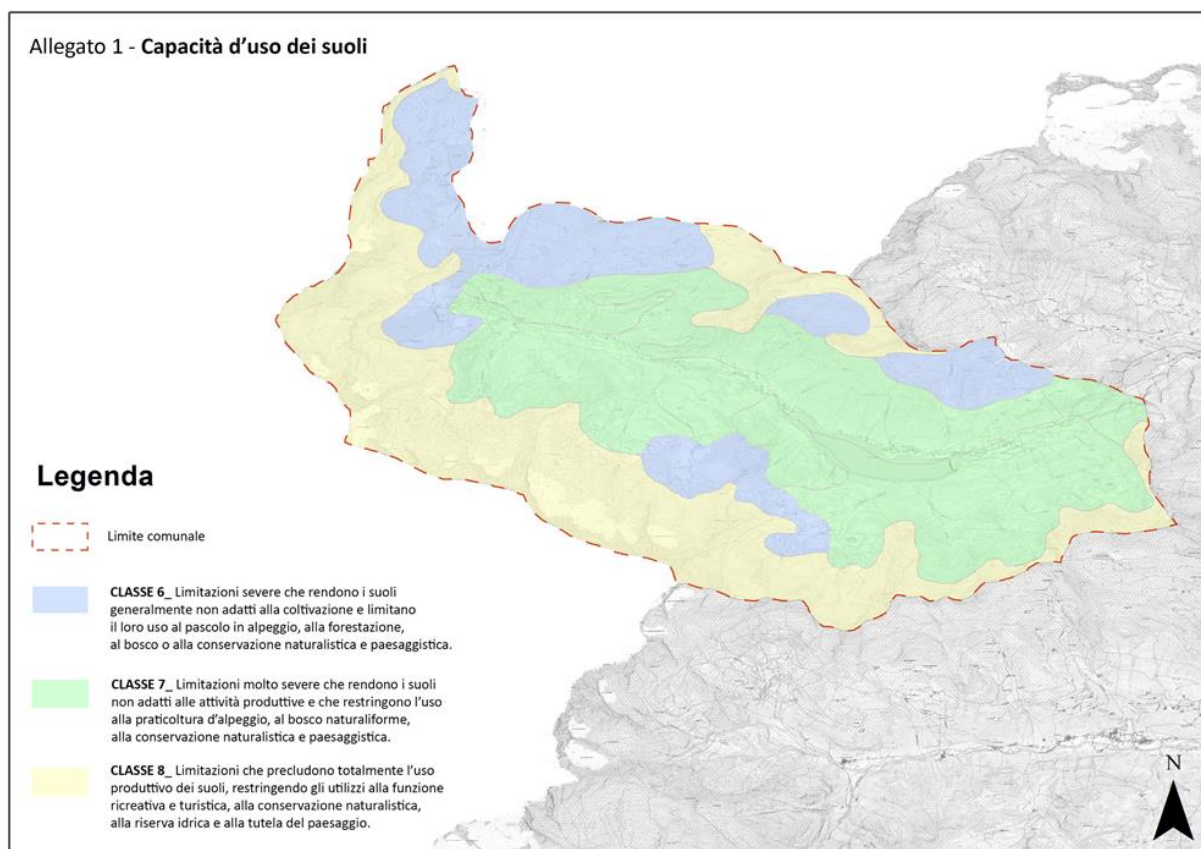 Allegato 1 - Capacità d'uso dei suoli
Legenda
Limite comunale
CLASSE 6_ Limitazioni severe che rendono i suoli
generalmente non adatti alla coltivazione e limitano
il loro uso al pascolo in alpeggio, alla forestazione,
al bosco o alla conservazione naturalistica e paesaggistica.
CLASSE 7_ Limitazioni molto severe che rendono i suoli
non adatti alle attività produttive e che restringono l'uso
alla praticoltura d'alpeggio, al bosco naturaliforme,
alla conservazione naturalistica e paesaggistica.
CLASSE 8_ Limitazioni che precludono totalmente l'uso
produttivo dei suoli, restringendo gli utilizzi alla funzione
ricreativa e turistica, alla conservazione naturalistica,
alla riserva idrica e alla tutela del paesaggio.
N